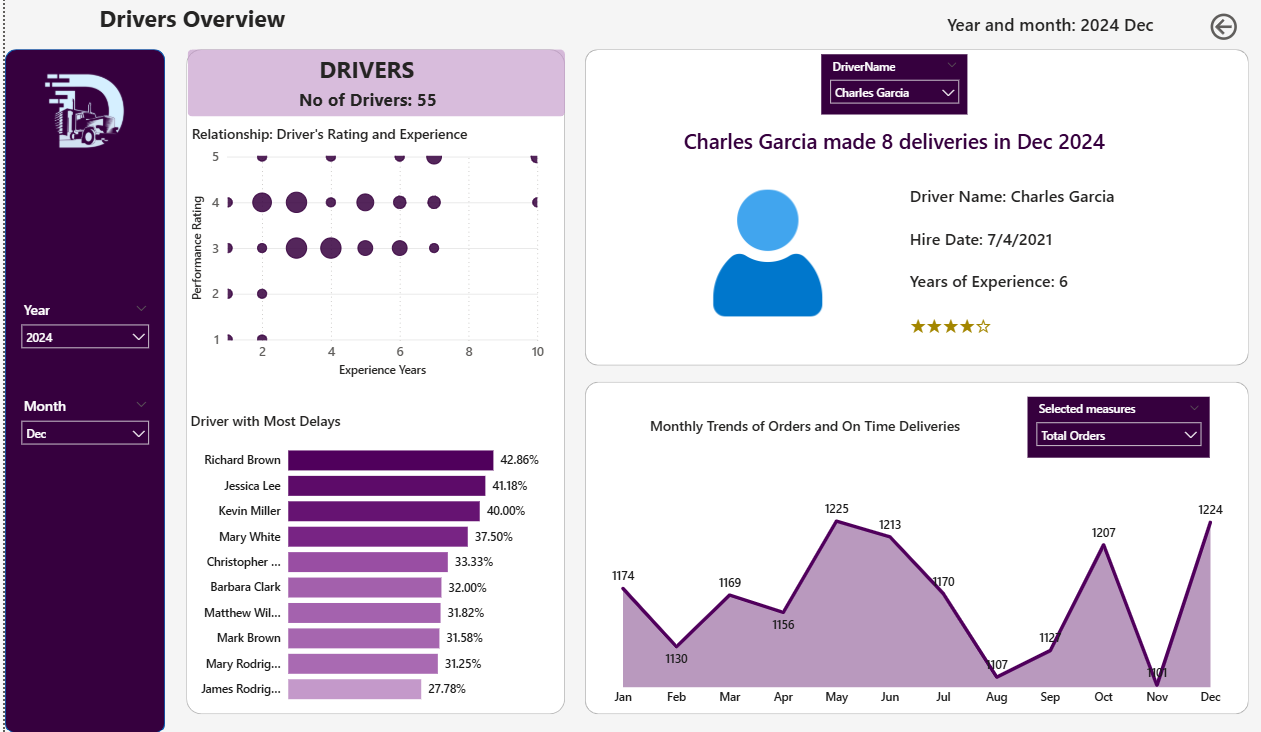 Drivers Overview
Year and month: 2024 Dec
Year
2024
Month
Dec
DRIVERS
No of Drivers: 55
Relationship: Driver's Rating and Experience
Performance Rating
5
4
3
2
1
2 4 6 8 10
Experience Years
Driver with Most Delays
Richard Brown 42.86%
Jessica Lee 41.18%
Kevin Miller 40.00%
Mary White 37.50%
Christopher ... 33.33%
Barbara Clark 32.00%
Matthew Wil... 31.82%
Mark Brown 31.58%
Mary Rodrig... 31.25%
James Rodrig... 27.78%
DriverName
Charles Garcia
Charles Garcia made 8 deliveries in Dec 2024
Driver Name: Charles Garcia
Hire Date: 7/4/2021
Years of Experience: 6
★★★★☆
Monthly Trends of Orders and On Time Deliveries
Selected measures
Total Orders
1174 1130 1169 1156 1225 1213 1170 1107 1127 1207 1101 1224
Jan Feb Mar Apr May Jun Jul Aug Sep Oct Nov Dec